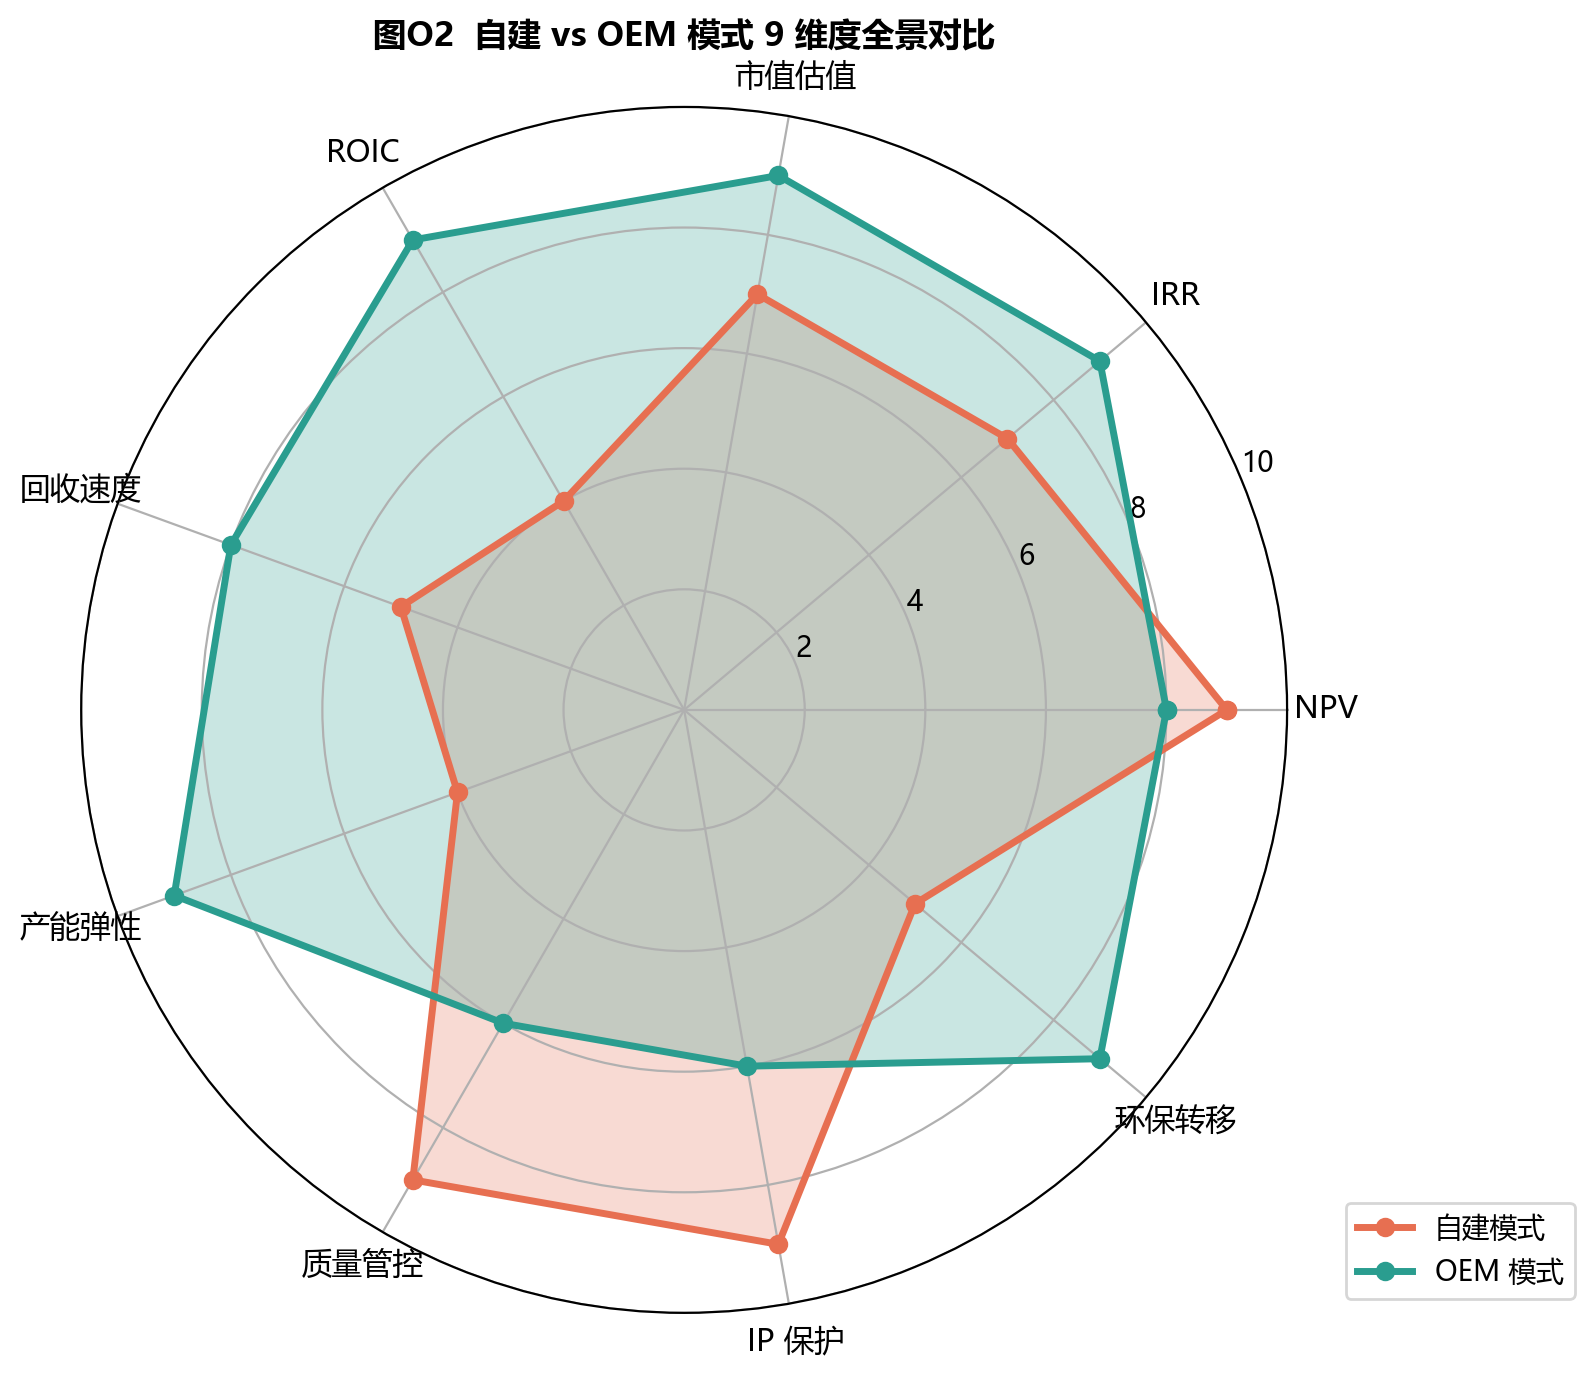 图O2 自建 vs OEM 模式 9 维度全景对比
市值估值
ROIC
IRR
10
回收速度
8
6
4
2
NPV
产能弹性
环保转移
质量管控
IP 保护
自建模式
OEM 模式